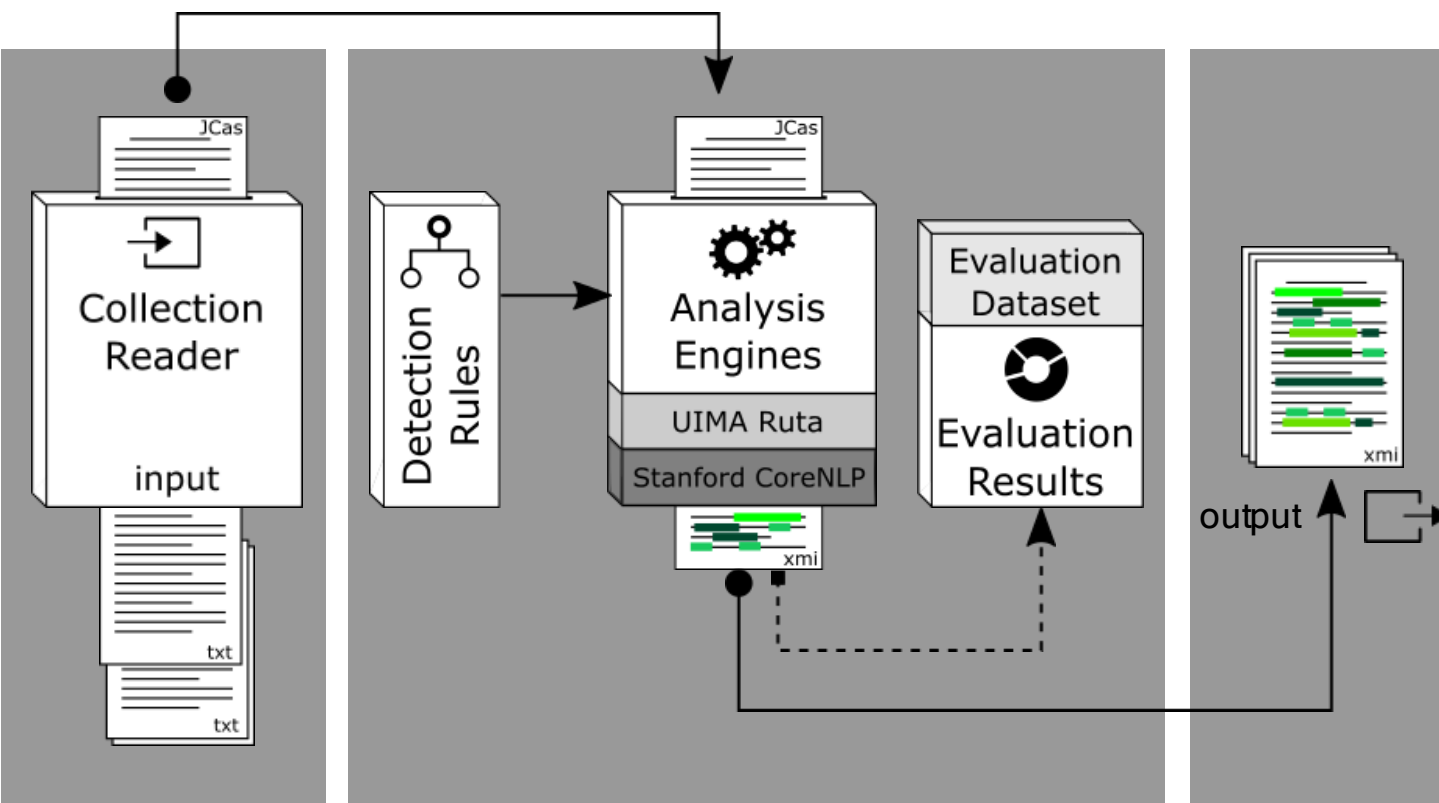 JCas
Collection
Reader
input
txt
txt
Detection
Rules
JCas
Analysis
Engines
UIMA Ruta
Stanford CoreNLP
xmi
Evaluation
Dataset
Evaluation
Results
xmi
output